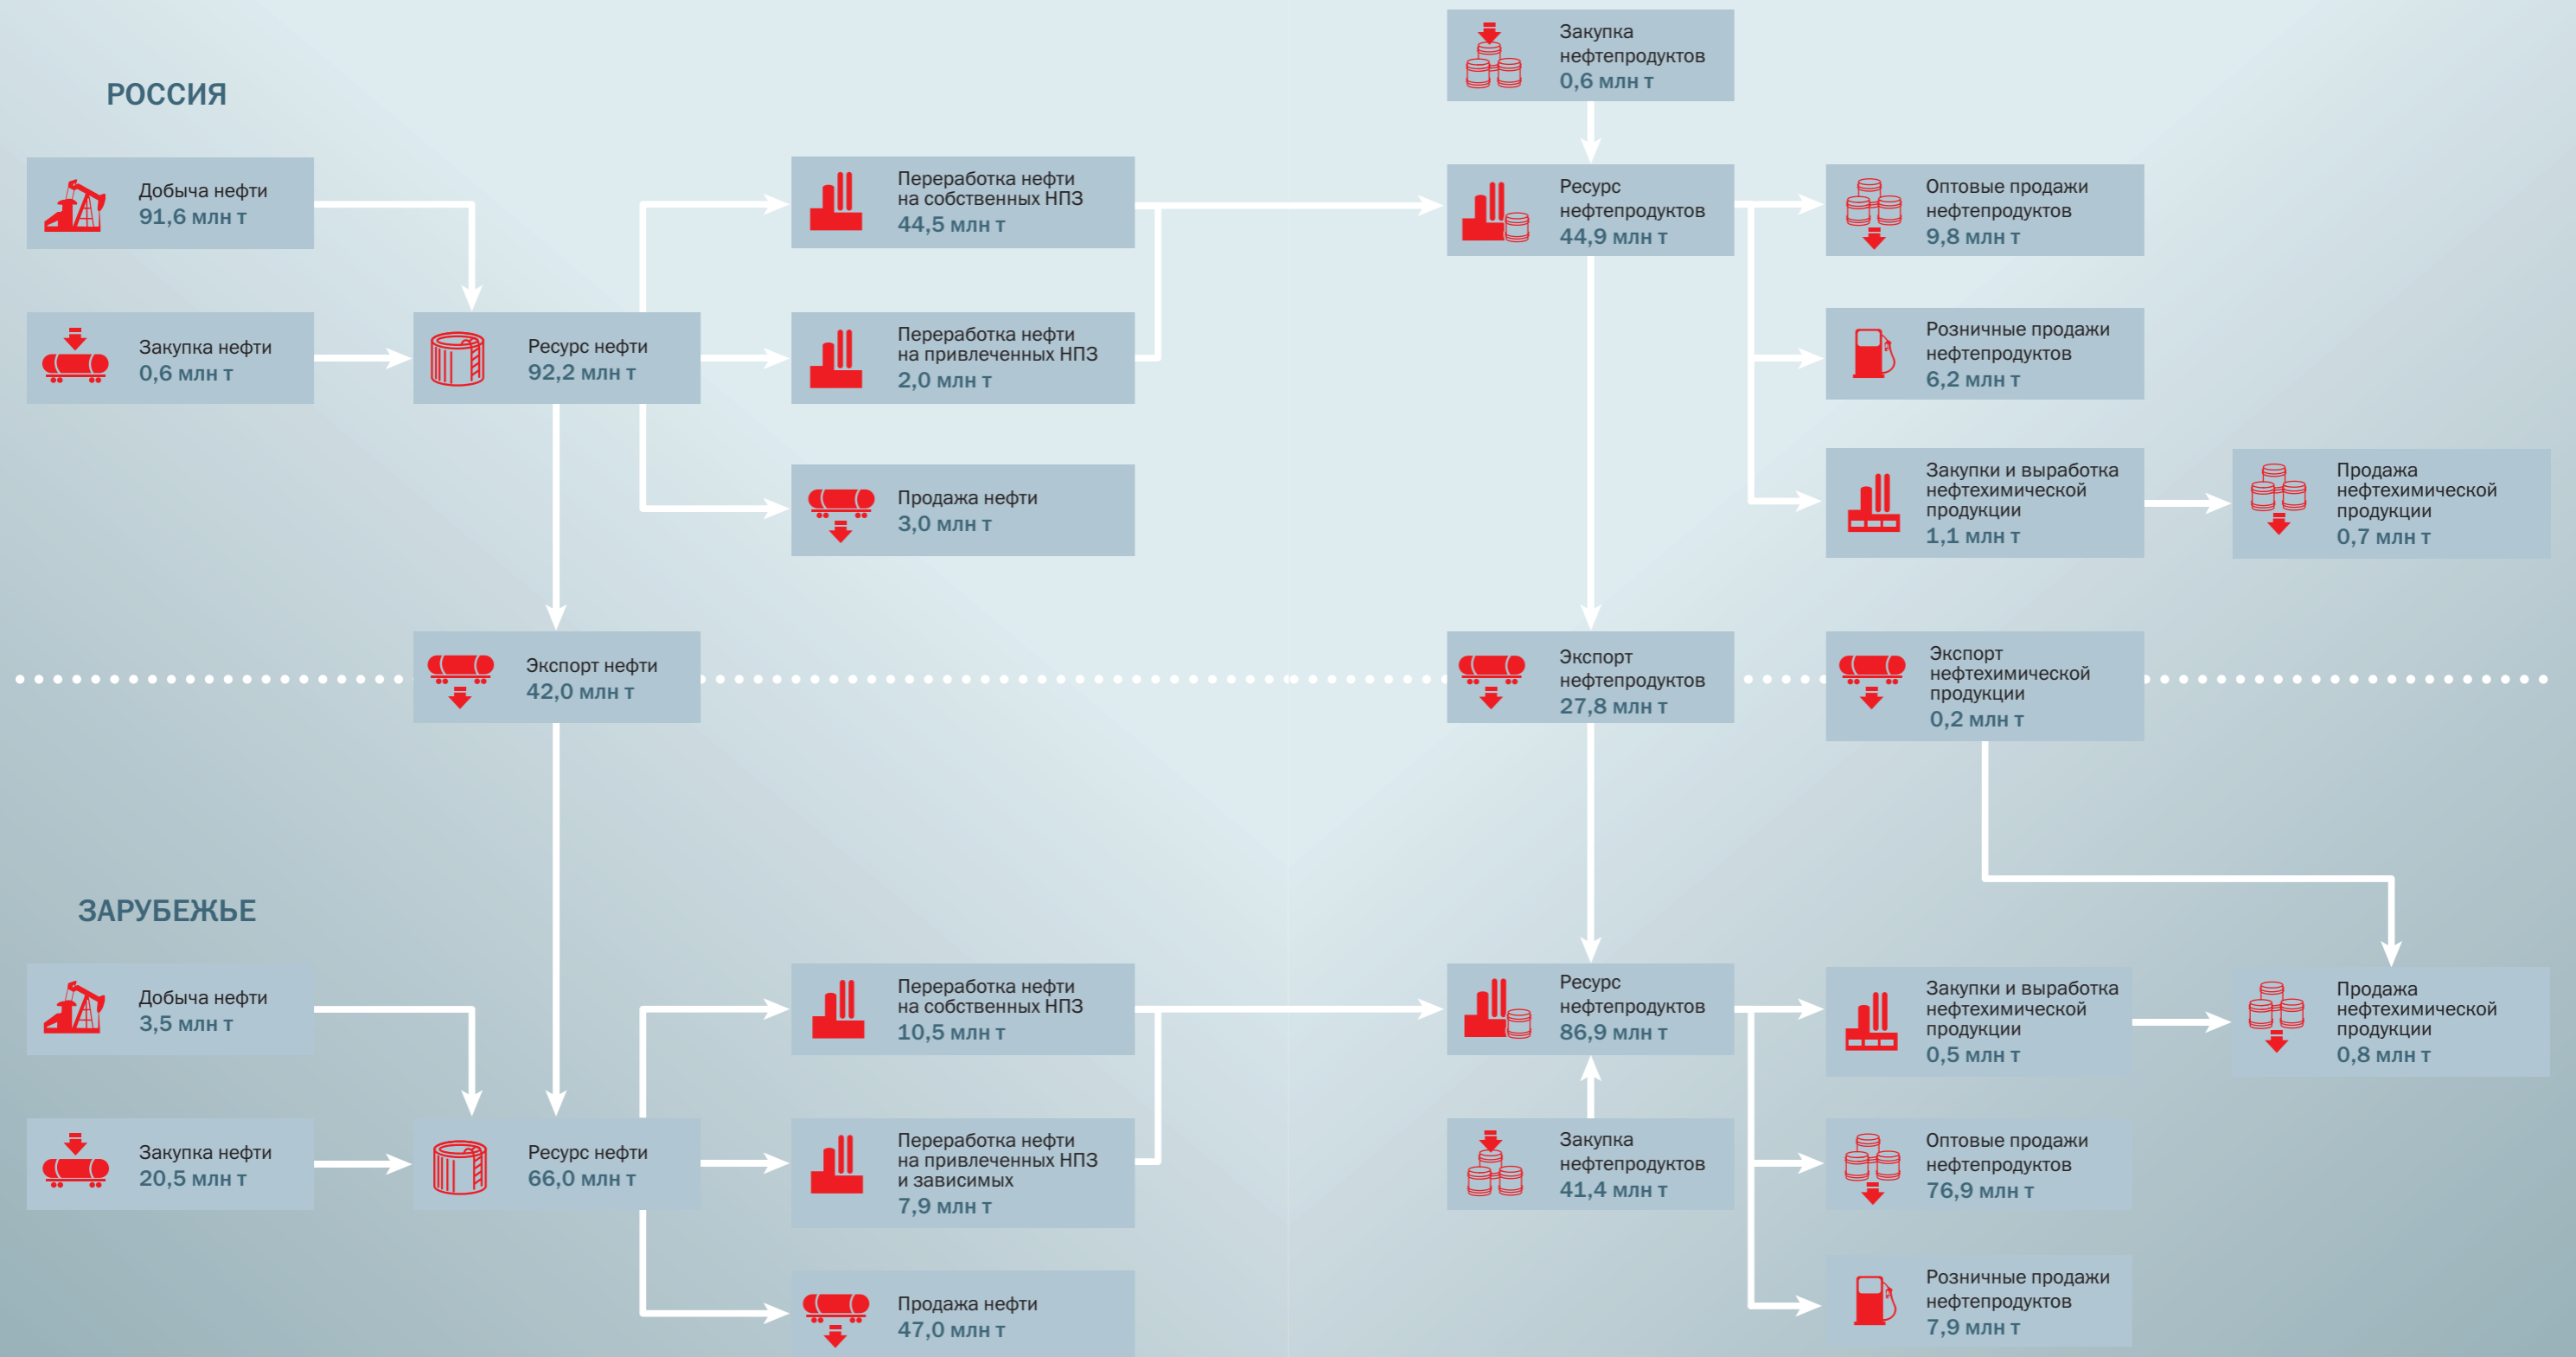 РОССИЯ
Добыча нефти
91,6 млн т
Закупка нефти
0,6 млн т
Ресурс нефти
92,2 млн т
Переработка нефти
на собственных НПЗ
44,5 млн т
Переработка нефти
на привлеченных НПЗ
2,0 млн т
Продажа нефти
3,0 млн т
Закупка
нефтепродуктов
0,6 млн т
Ресурс
нефтепродуктов
44,9 млн т
Оптовые продажи
нефтепродуктов
9,8 млн т
Розничные продажи
нефтепродуктов
6,2 млн т
Закупки и выработка
нефтехимической
продукции
1,1 млн т
Продажа
нефтехимической
продукции
0,7 млн т
Экспорт нефти
42,0 млн т
Экспорт
нефтепродуктов
27,8 млн т
Экспорт
нефтехимической
продукции
0,2 млн т
ЗАРУБЕЖЬЕ
Добыча нефти
3,5 млн т
Закупка нефти
20,5 млн т
Ресурс нефти
66,0 млн т
Переработка нефти
на собственных НПЗ
10,5 млн т
Переработка нефти
на привлеченных НПЗ
и зависимых
7,9 млн т
Продажа нефти
47,0 млн т
Ресурс
нефтепродуктов
86,9 млн т
Закупка
нефтепродуктов
41,4 млн т
Закупки и выработка
нефтехимической
продукции
0,5 млн т
Продажа
нефтехимической
продукции
0,8 млн т
Оптовые продажи
нефтепродуктов
76,9 млн т
Розничные продажи
нефтепродуктов
7,9 млн т